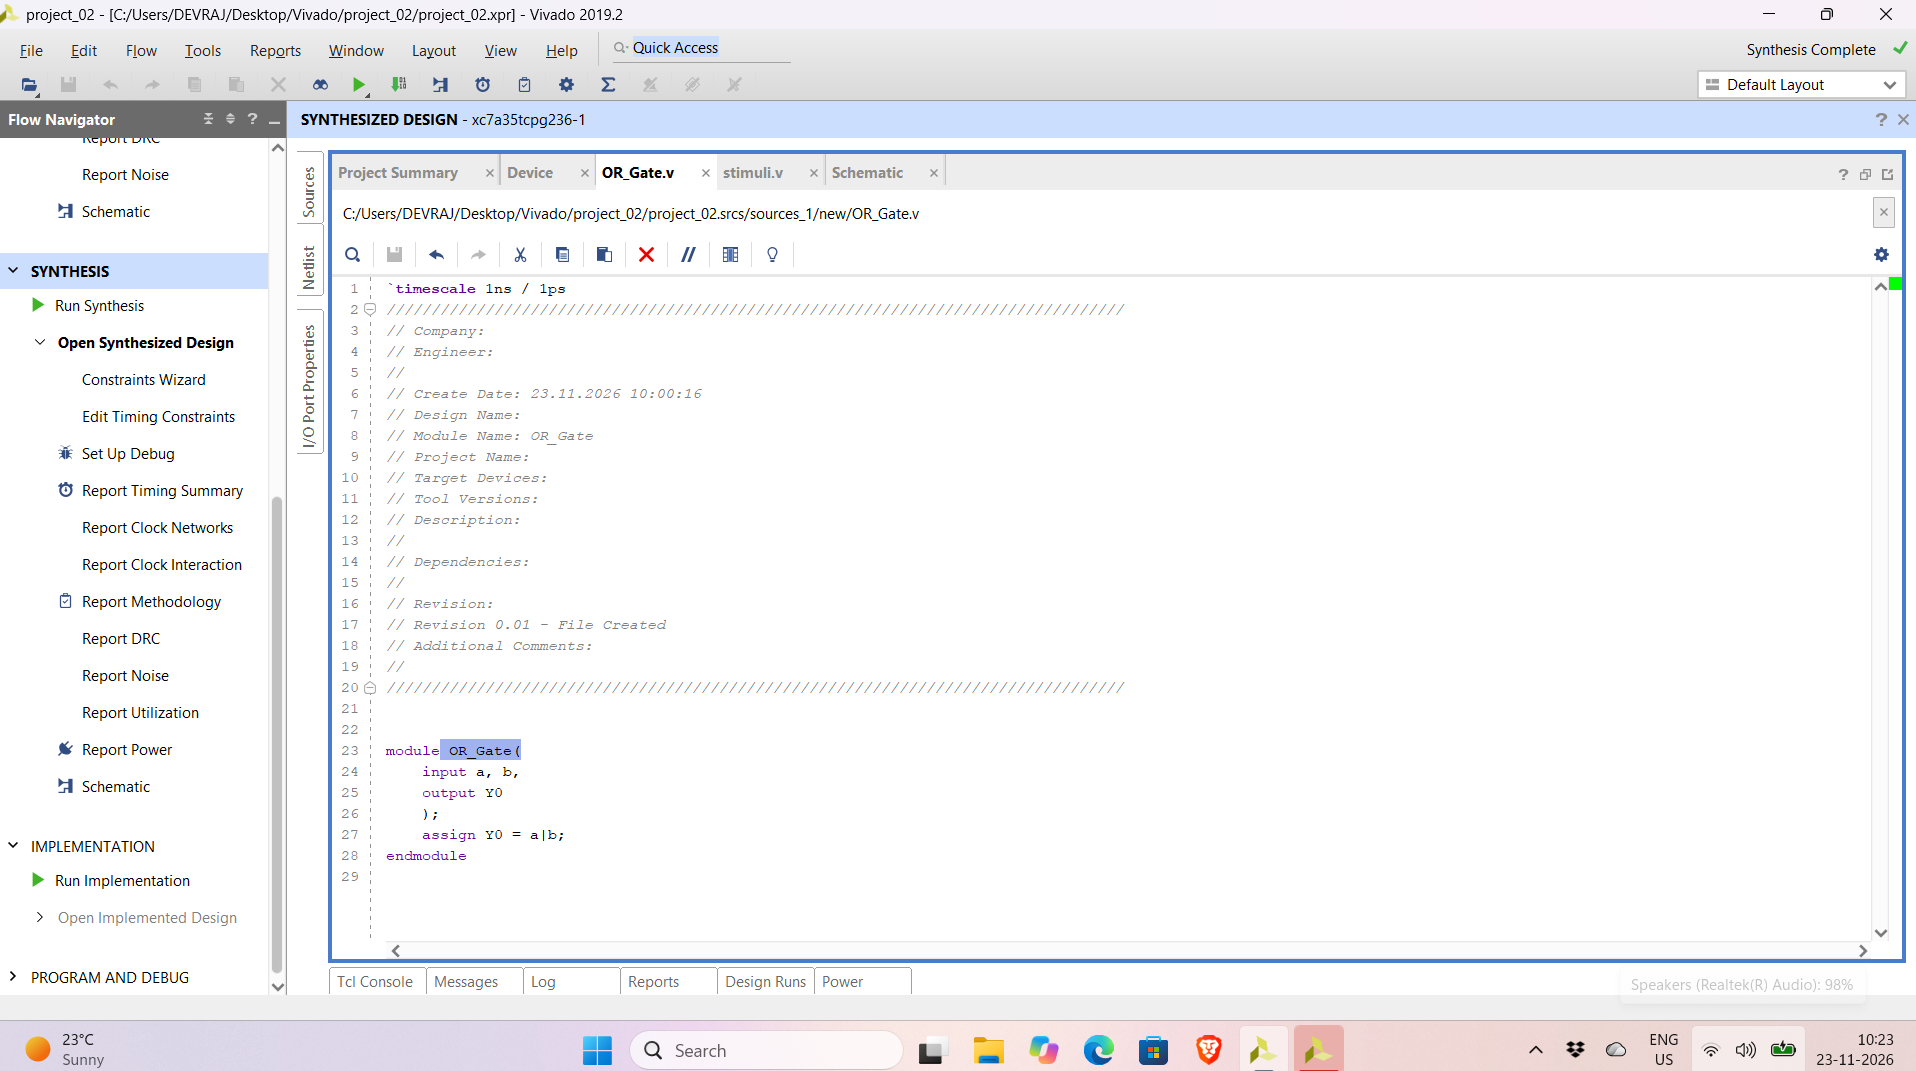 project_02 - [C:/Users/DEVRAJ/Desktop/Vivado/project_02/project_02.xpr] - Vivado 2019.2
File Edit Flow Tools Reports Window Layout View Help Quick Access
Synthesis Complete
Default Layout
Flow Navigator
SYNTHESIZED DESIGN - xc7a35tcpg236-1
Report DRC
Report Noise
Schematic
SYNTHESIS
Run Synthesis
Open Synthesized Design
Constraints Wizard
Edit Timing Constraints
Set Up Debug
Report Timing Summary
Report Clock Networks
Report Clock Interaction
Report Methodology
Report DRC
Report Noise
Report Utilization
Report Power
Schematic
IMPLEMENTATION
Run Implementation
Open Implemented Design
PROGRAM AND DEBUG
Sources
Netlist
I/O Port Properties
Project Summary Device OR_Gate.v stimuli.v Schematic
C:/Users/DEVRAJ/Desktop/Vivado/project_02/project_02.srcs/sources_1/new/OR_Gate.v
1 `timescale 1ns / 1ps
2 //////////////////////////////////////////////////////////////////////////////////
3 // Company:
4 // Engineer:
5 //
6 // Create Date: 23.11.2026 10:00:16
7 // Design Name:
8 // Module Name: OR_Gate
9 // Project Name:
10 // Target Devices:
11 // Tool Versions:
12 // Description:
13 //
14 // Dependencies:
15 //
16 // Revision:
17 // Revision 0.01 - File Created
18 // Additional Comments:
19 //
20 //////////////////////////////////////////////////////////////////////////////////
21
22
23 module OR_Gate(
24 input a, b,
25 output Y0
26 );
27 assign Y0 = a|b;
28 endmodule
29
Tcl Console Messages Log Reports Design Runs Power
Speakers (Realtek(R) Audio): 98%
23°C
Sunny
Search
ENG
US
10:23
23-11-2026